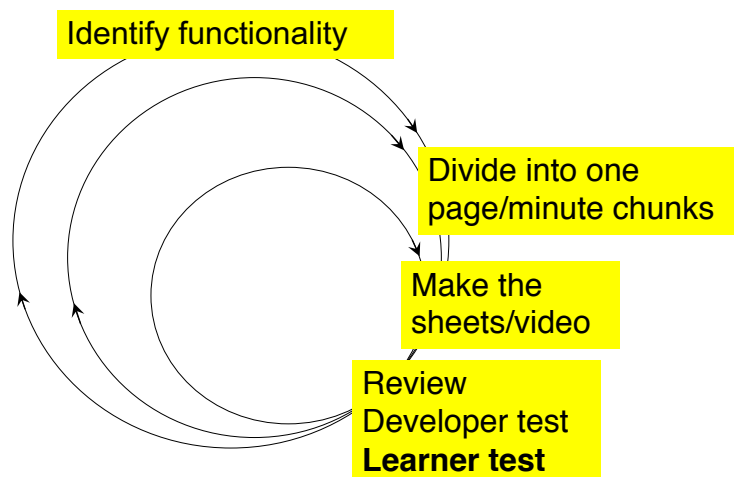 Identify functionality
Divide into one
page/minute chunks
Make the
sheets/video
Review
Developer test
Learner test